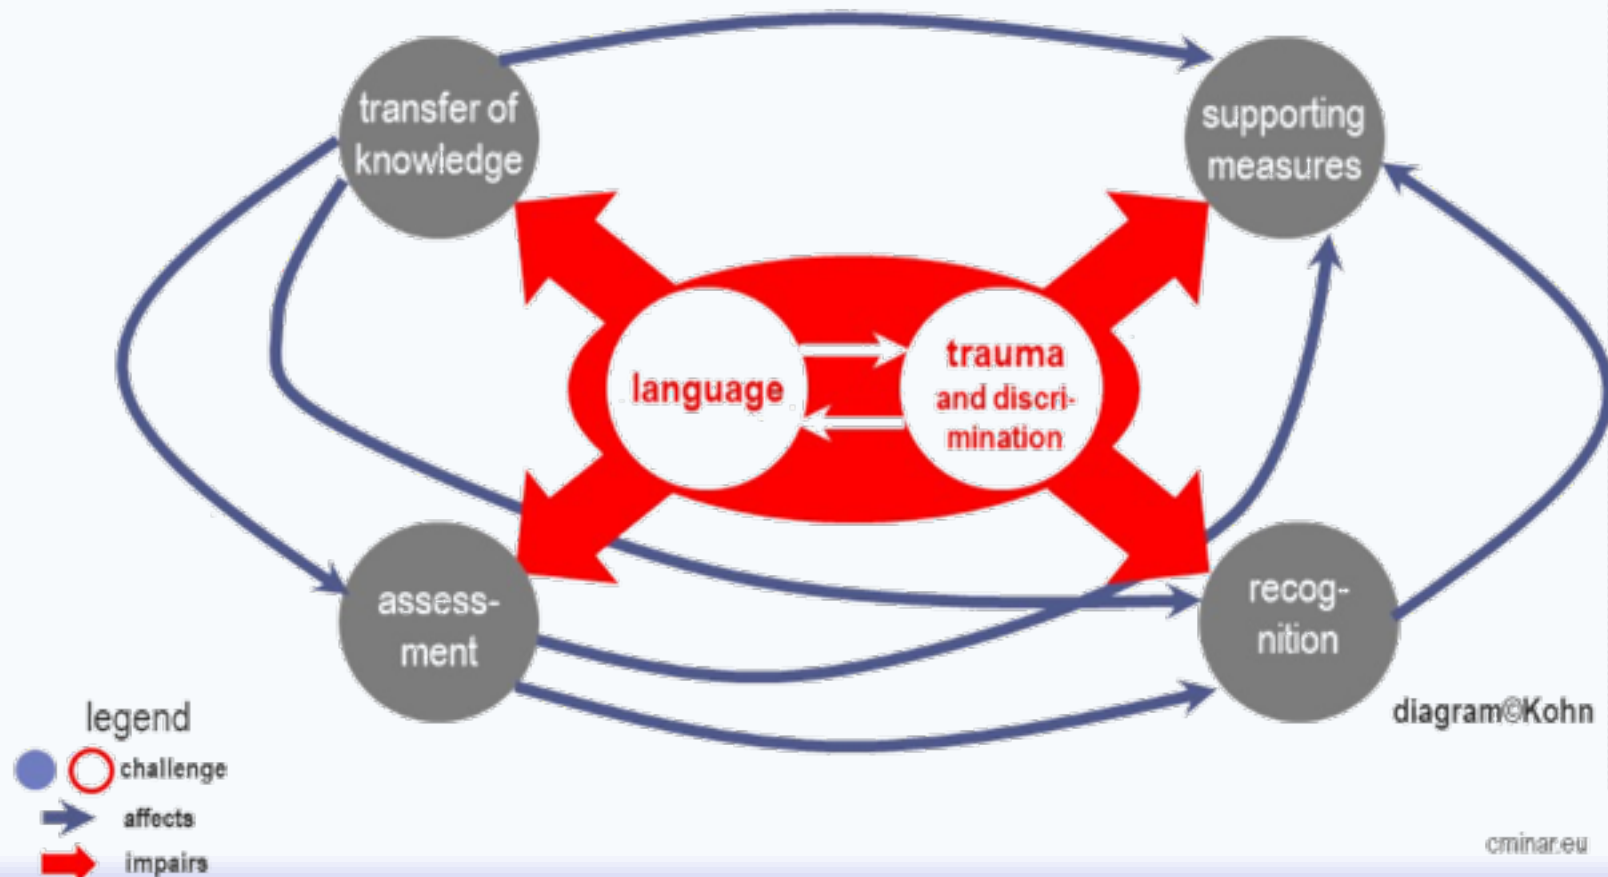 transfer of
knowledge
supporting
measures
language
trauma
and discri-
mination
assess-
ment
recog-
nition
diagram©Kohn
legend
challenge
affects
impairs
cminar.eu